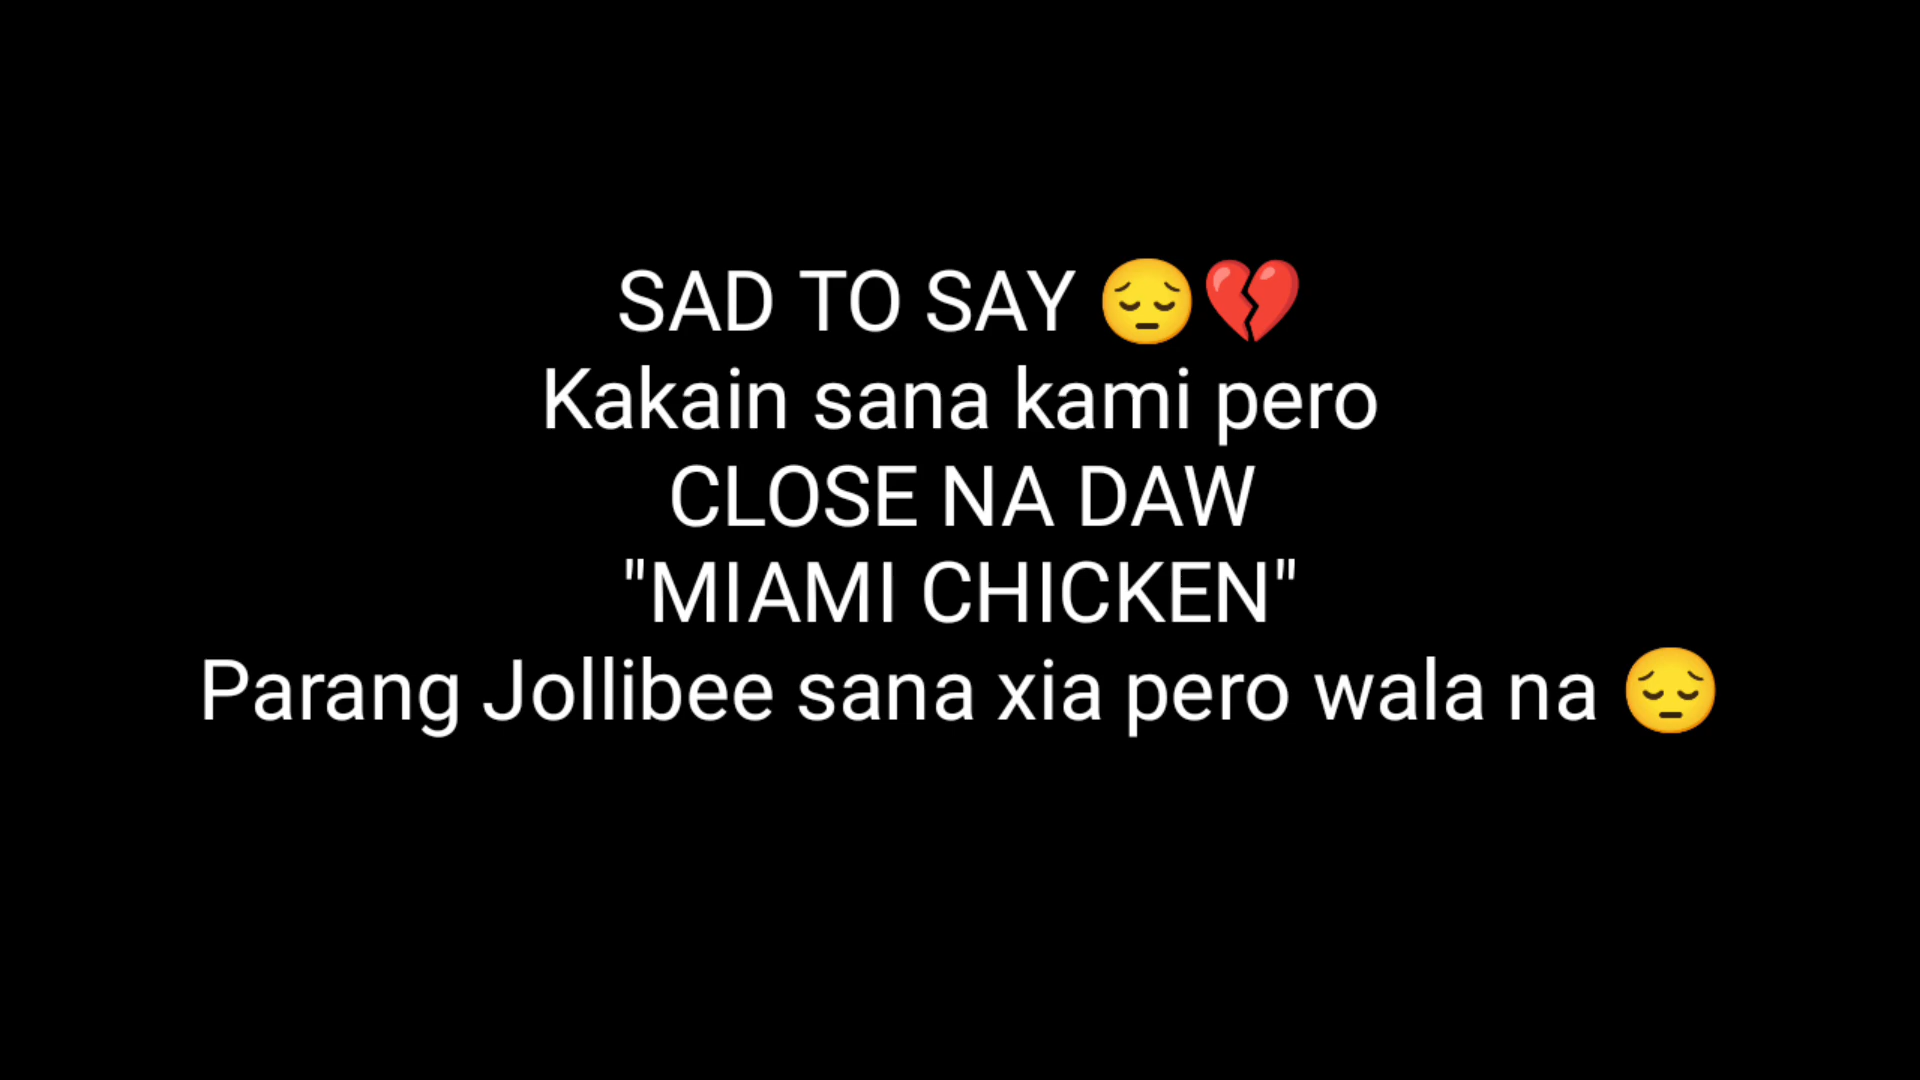 SAD TO SAY 😔💔
Kakain sana kami pero
CLOSE NA DAW
"MIAMI CHICKEN"
Parang Jollibee sana xia pero wala na 😔